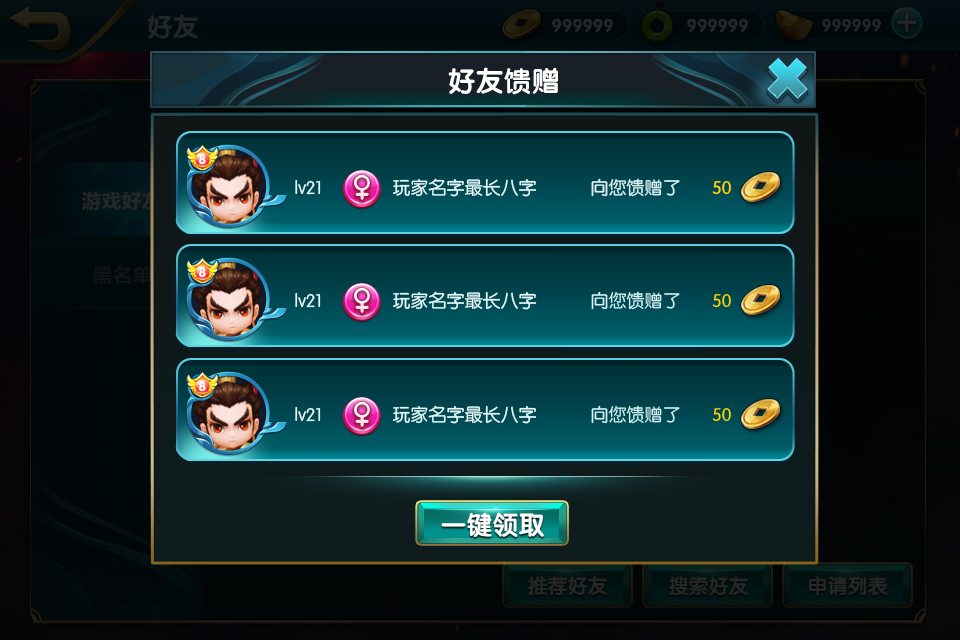 好友
999999
999999
999999
好友馈赠
8
lv21
玩家名字最长八字
向您馈赠了
50
8
lv21
玩家名字最长八字
向您馈赠了
50
8
lv21
玩家名字最长八字
向您馈赠了
50
游戏好友
黑名单
一键领取
推荐好友
搜索好友
申请列表